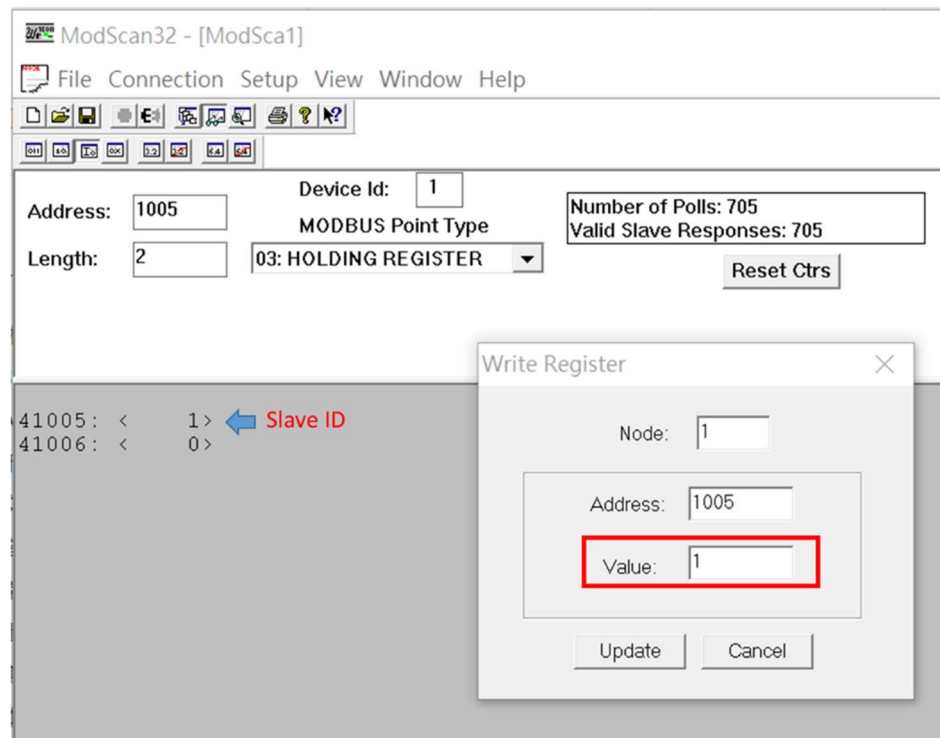 ModScan32 - [ModSca1]
File Connection Setup View Window Help
Device Id: 1
Address: 1005
MODBUS Point Type
Length: 2
03: HOLDING REGISTER
Number of Polls: 705
Valid Slave Responses: 705
Reset Ctrs
41005: < 1> Slave ID
41006: < 0>
Write Register
Node: 1
Address: 1005
Value: 1
Update Cancel